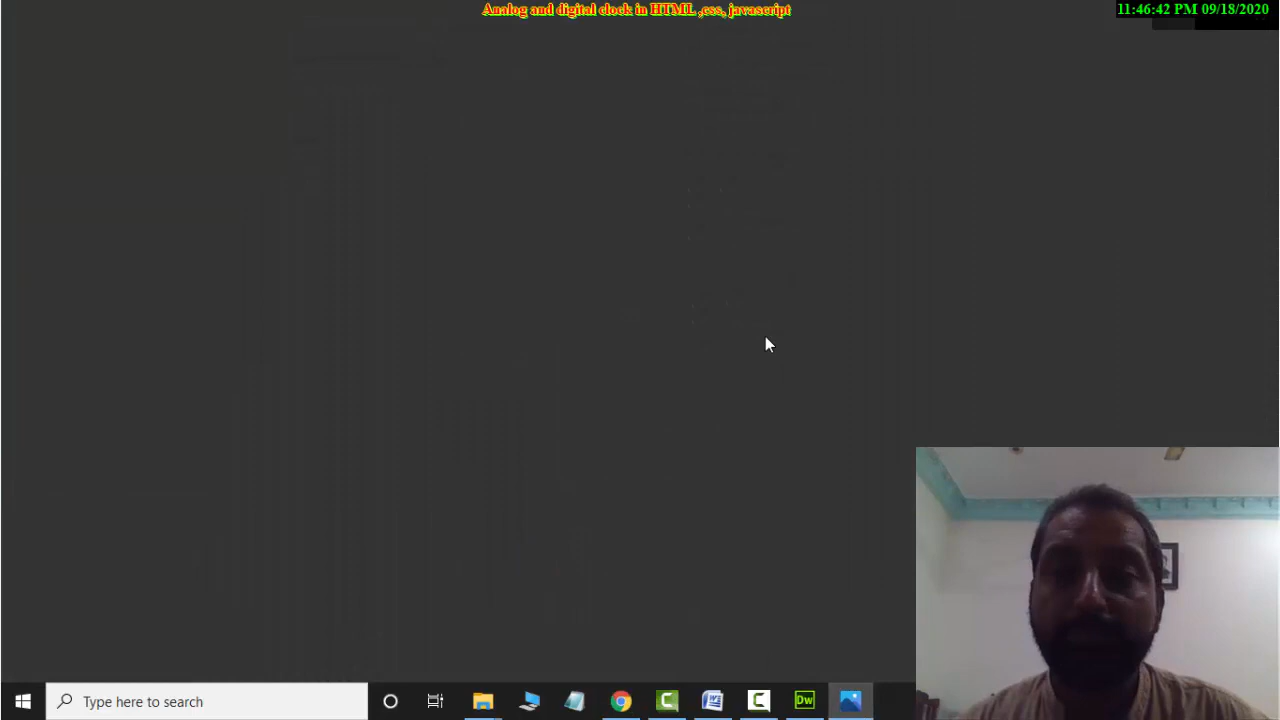 Analog and digital clock in HTML ,css, javascript
11:46:42 PM 09/18/2020
Type here to search
W
Dw